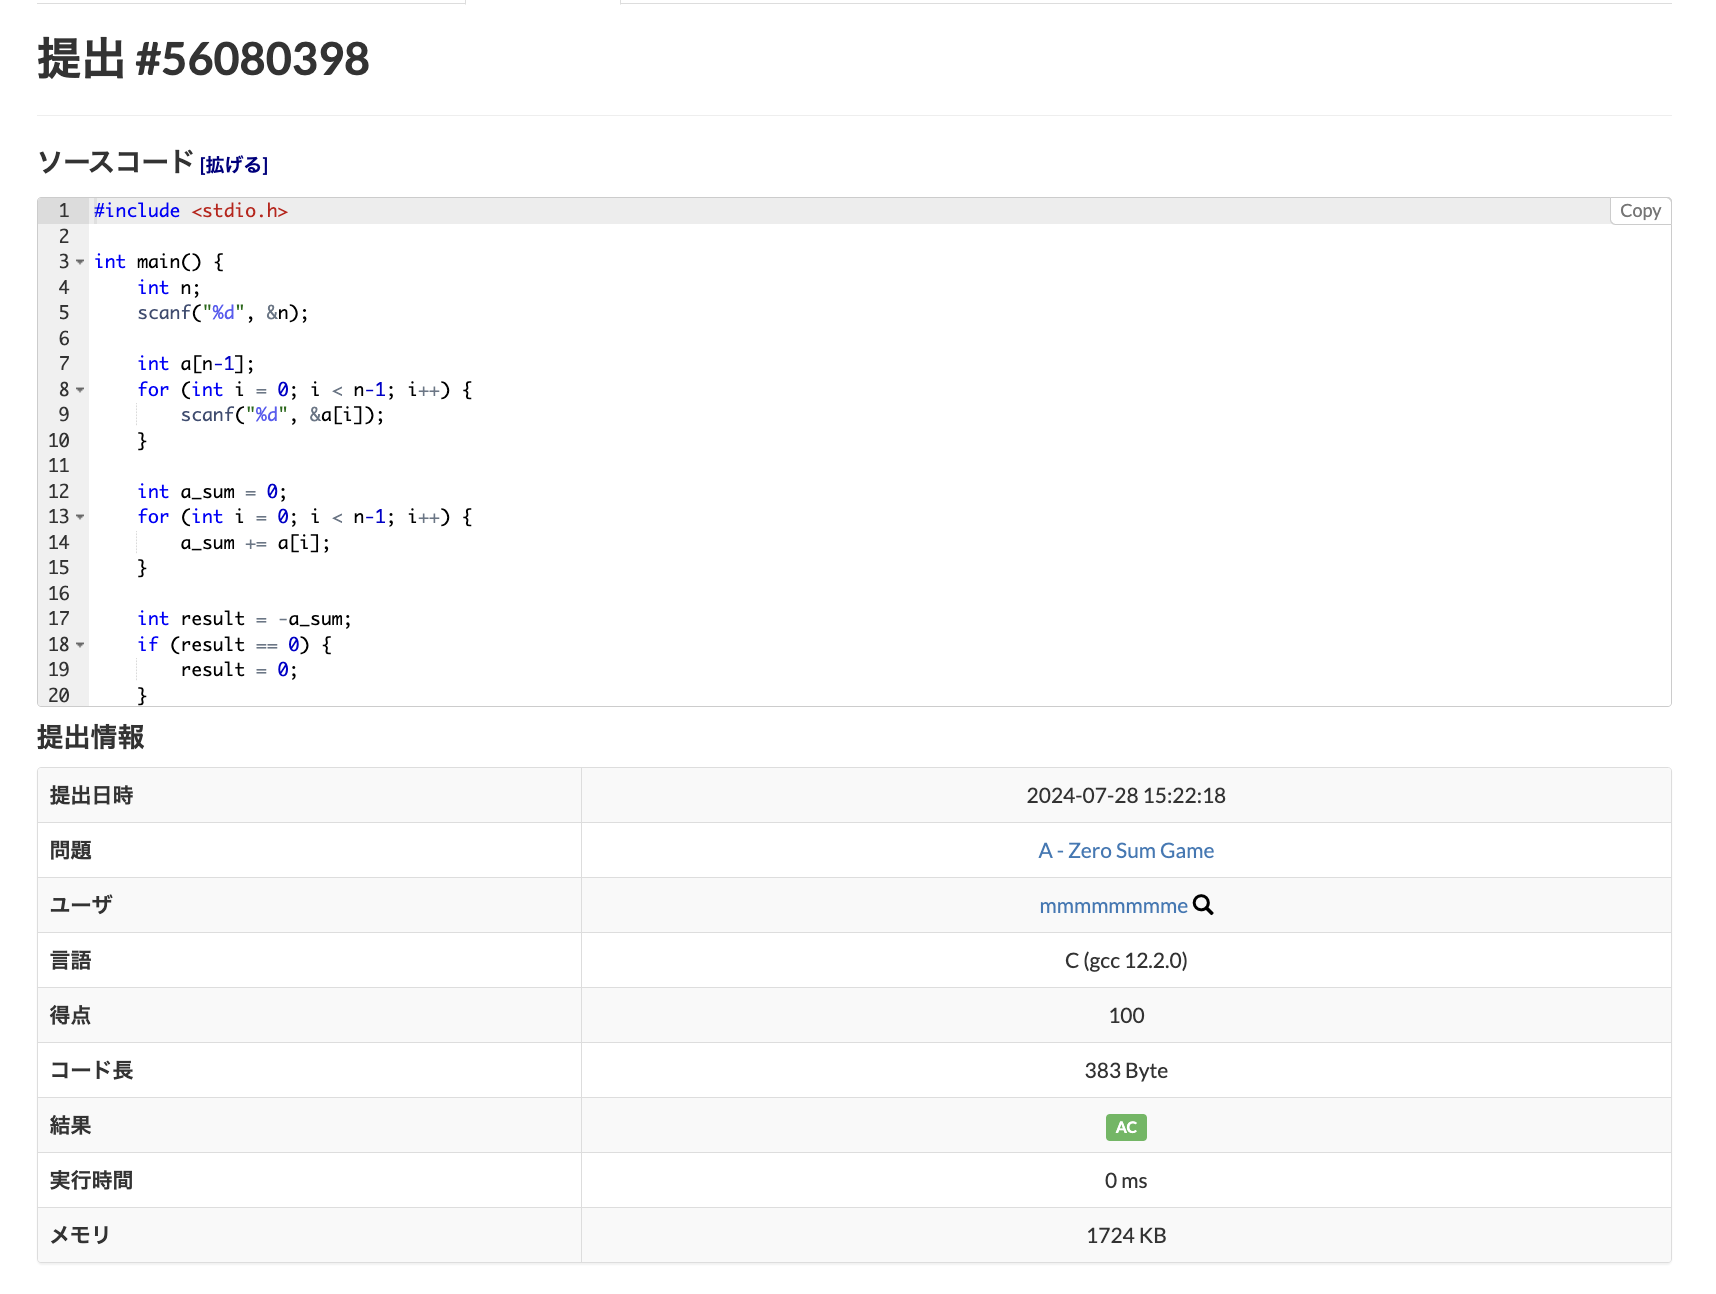 提出 #56080398
ソースコード [拡げる]
Copy
1 #include <stdio.h>
2
3 int main() {
4     int n;
5     scanf("%d", &n);
6
7     int a[n-1];
8     for (int i = 0; i < n-1; i++) {
9         scanf("%d", &a[i]);
10     }
11
12     int a_sum = 0;
13     for (int i = 0; i < n-1; i++) {
14         a_sum += a[i];
15     }
16
17     int result = -a_sum;
18     if (result == 0) {
19         result = 0;
20     }
提出情報
提出日時 2024-07-28 15:22:18
問題 A - Zero Sum Game
ユーザ mmmmmmmmme
言語 C (gcc 12.2.0)
得点 100
コード長 383 Byte
結果 AC
実行時間 0 ms
メモリ 1724 KB